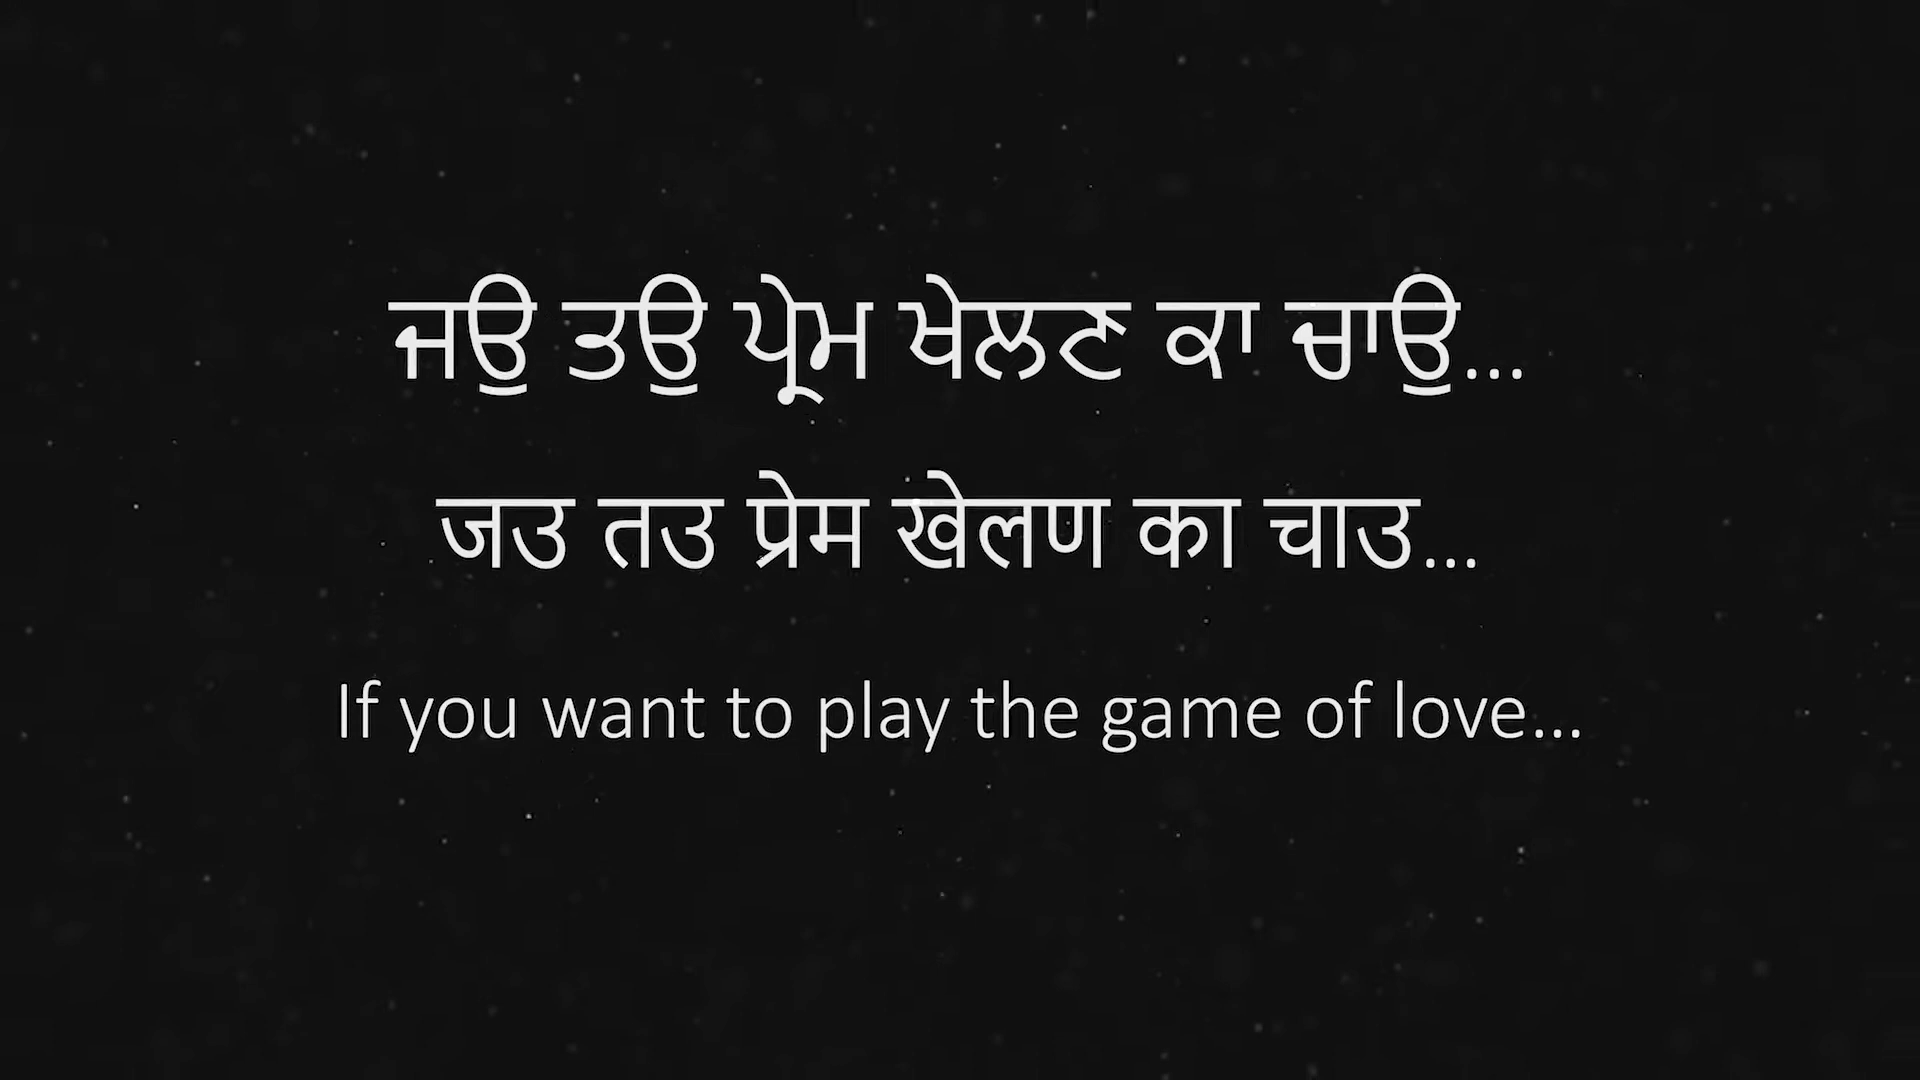 ਜਉ ਤਉ ਪ੍ਰੇਮ ਖੇਲਣ ਕਾ ਚਾਉ...
जउ तउ प्रेम खेलण का चाउ...
If you want to play the game of love...